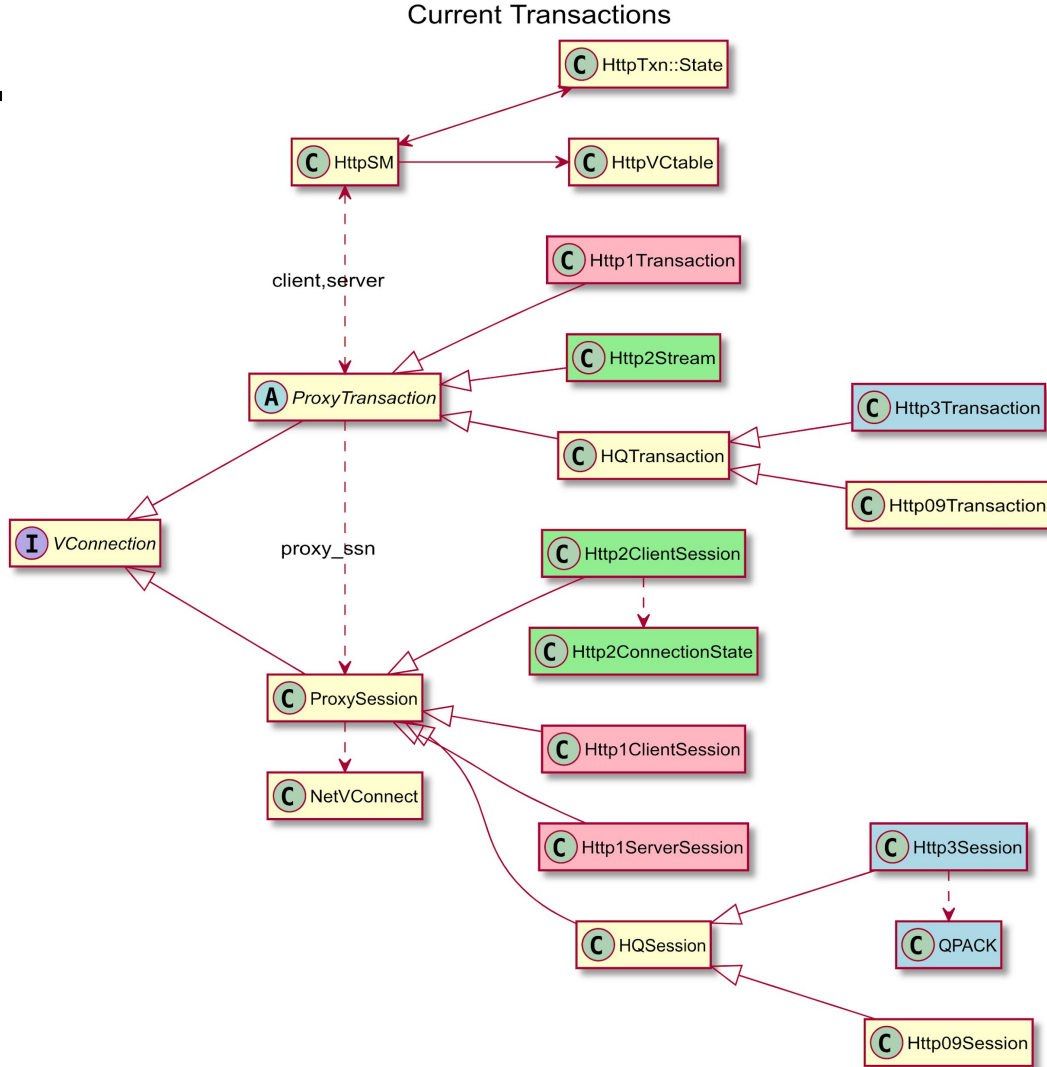 Current Transactions
C HttpTxn::State
C HttpSM
C HttpVCtable
C Http1Transaction
client,server
C Http2Stream
A ProxyTransaction
C Http3Transaction
C HQTransaction
C Http09Transaction
I VConnection
proxy_ssn
C Http2ClientSession
C Http2ConnectionState
C ProxySession
C Http1ClientSession
C NetVConnect
C Http1ServerSession
C Http3Session
C HQSession
C QPACK
C Http09Session